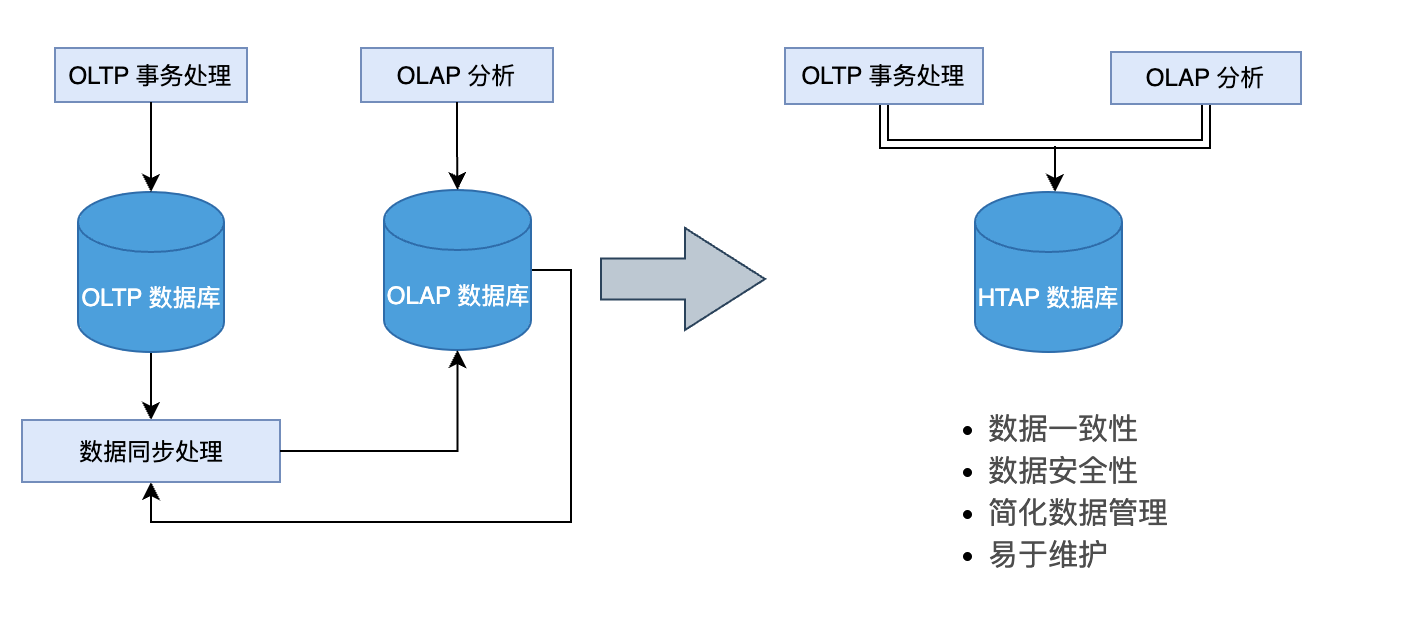 OLTP 事务处理
OLAP 分析
OLTP 数据库
OLAP 数据库
数据同步处理
OLTP 事务处理
OLAP 分析
HTAP 数据库
数据一致性
数据安全性
简化数据管理
易于维护